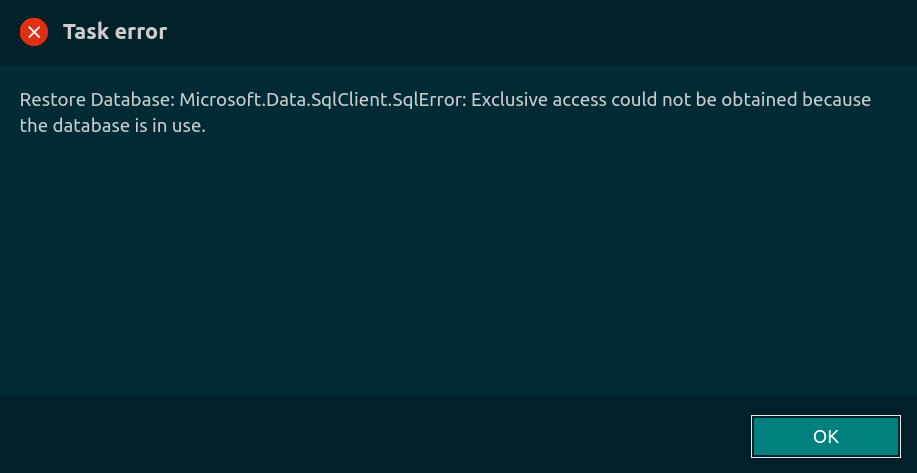 Task error
Restore Database: Microsoft.Data.SqlClient.SqlError: Exclusive access could not be obtained because
the database is in use.
OK